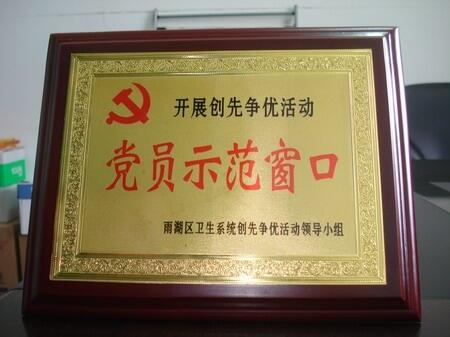 开展创先争优活动
党员示范窗口
雨湖区卫生系统创先争优活动领导小组